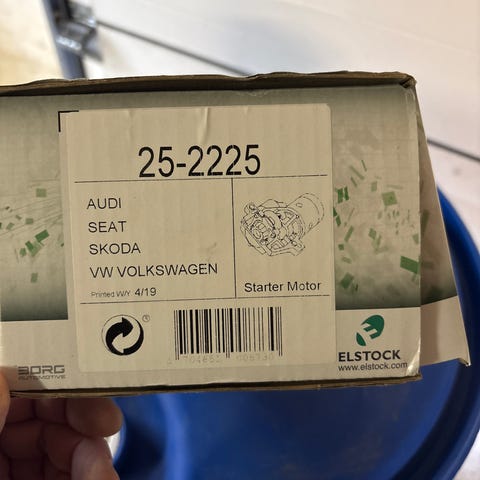 25-2225
AUDI
SEAT
SKODA
VW VOLKSWAGEN
Printed W/Y 4/19
Starter Motor
®
BORG
AUTOMOTIVE
ELSTOCK
www.elstock.com